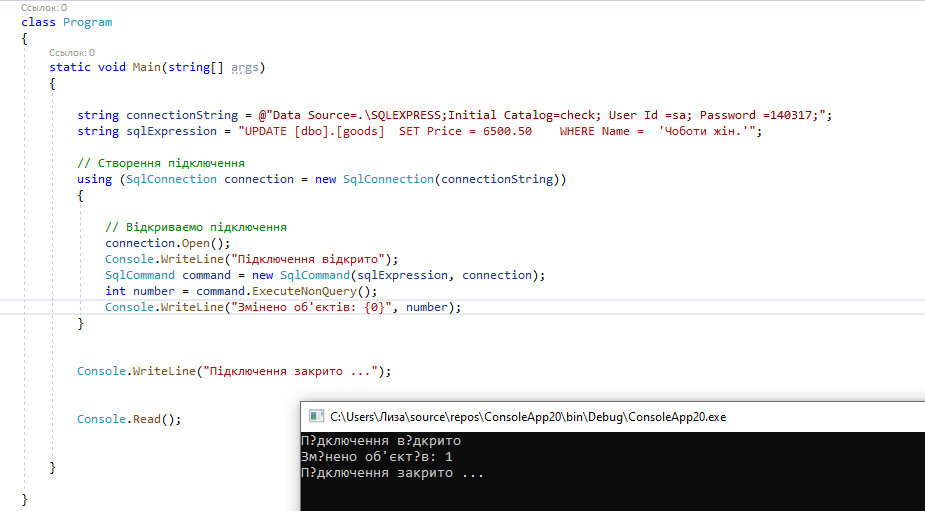 Ссылок: 0
class Program
{
Ссылок: 0
static void Main(string[] args)
{
string connectionString = @"Data Source=.\SQLEXPRESS;Initial Catalog=check; User Id =sa; Password =140317;";
string sqlExpression = "UPDATE [dbo].[goods]  SET Price = 6500.50    WHERE Name =  'Чоботи жін.'";
// Створення підключення
using (SqlConnection connection = new SqlConnection(connectionString))
{
// Відкриваємо підключення
connection.Open();
Console.WriteLine("Підключення відкрито");
SqlCommand command = new SqlCommand(sqlExpression, connection);
int number = command.ExecuteNonQuery();
Console.WriteLine("Змінено об'єктів: {0}", number);
}
Console.WriteLine("Підключення закрито ...");
Console.Read();
}
}
C:\Users\Лиза\source\repos\ConsoleApp20\bin\Debug\ConsoleApp20.exe
П?дключення в?дкрито
Зм?нено об'єкт?в: 1
П?дключення закрито ...